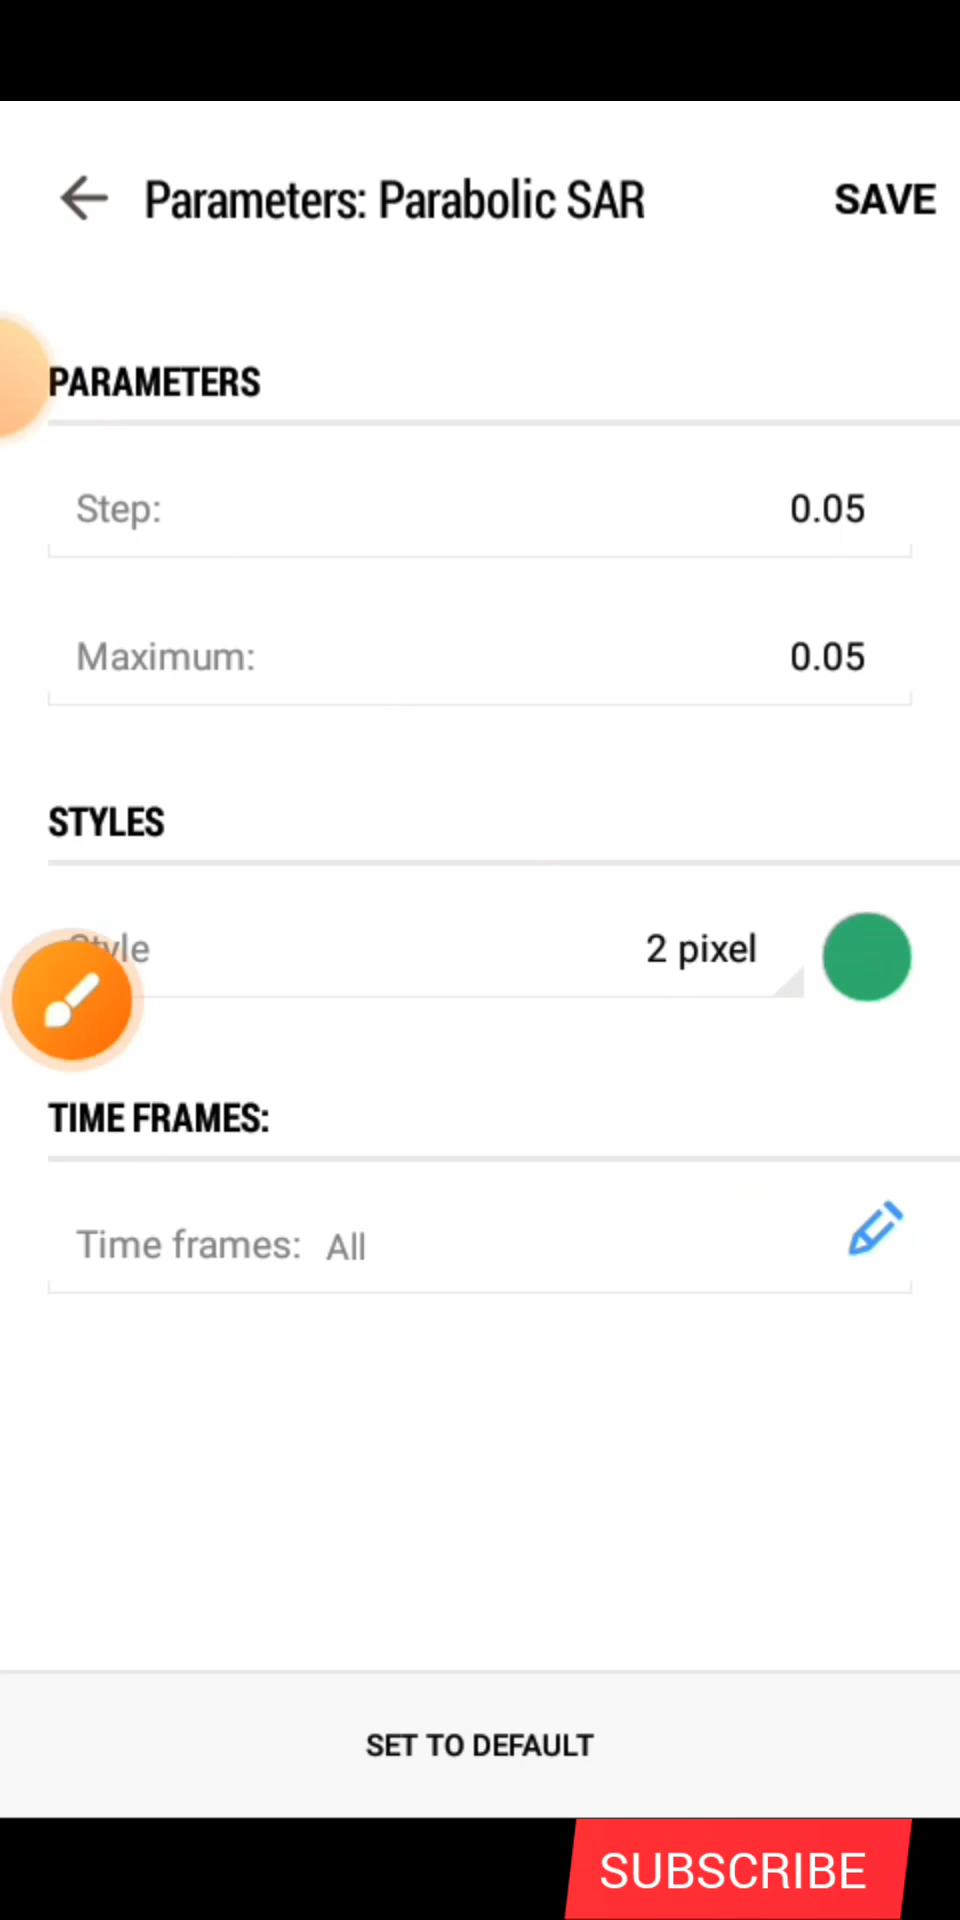 Parameters: Parabolic SAR SAVE
PARAMETERS
Step: 0.05
Maximum: 0.05
STYLES
Style 2 pixel
TIME FRAMES:
Time frames: All
SET TO DEFAULT
SUBSCRIBE